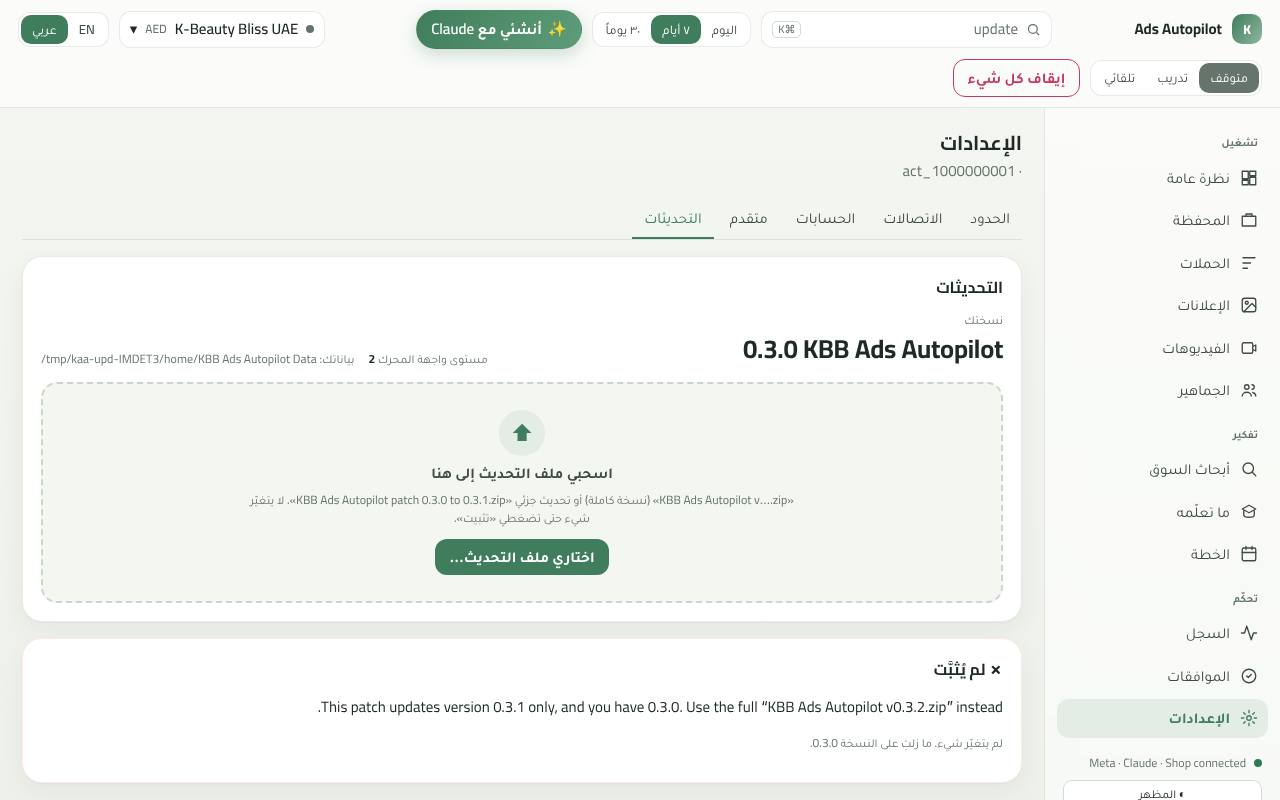 K Ads Autopilot
update
⌘K
اليوم ٧ أيام ٣٠ يوماً
✨ أنشئي مع Claude
K-Beauty Bliss UAE AED ▾
EN عربي
متوقف تدريب تلقائي
إيقاف كل شيء
تشغيل
نظرة عامة
المحفظة
الحملات
الإعلانات
الفيديوهات
الجماهير
تفكير
أبحاث السوق
ما تعلّمه
الخطة
تحكّم
السجل
الموافقات
الإعدادات
Meta · Claude · Shop connected
المظهر
الإعدادات
· act_1000000001
الحدود الاتصالات الحسابات متقدم التحديثات
التحديثات
نسختك
0.3.0 KBB Ads Autopilot
مستوى واجهة المحرك 2 بياناتك: /tmp/kaa-upd-IMDET3/home/KBB Ads Autopilot Data
اسحبي ملف التحديث إلى هنا
«KBB Ads Autopilot v….zip» (نسخة كاملة) أو تحديث جزئي «KBB Ads Autopilot patch 0.3.0 to 0.3.1.zip». لا يتغيّر
شيء حتى تضغطي «تثبيت».
اختاري ملف التحديث...
× لم يُثبَّت
This patch updates version 0.3.1 only, and you have 0.3.0. Use the full “KBB Ads Autopilot v0.3.2.zip” instead.
لم يتغيّر شيء. ما زلتِ على النسخة 0.3.0.